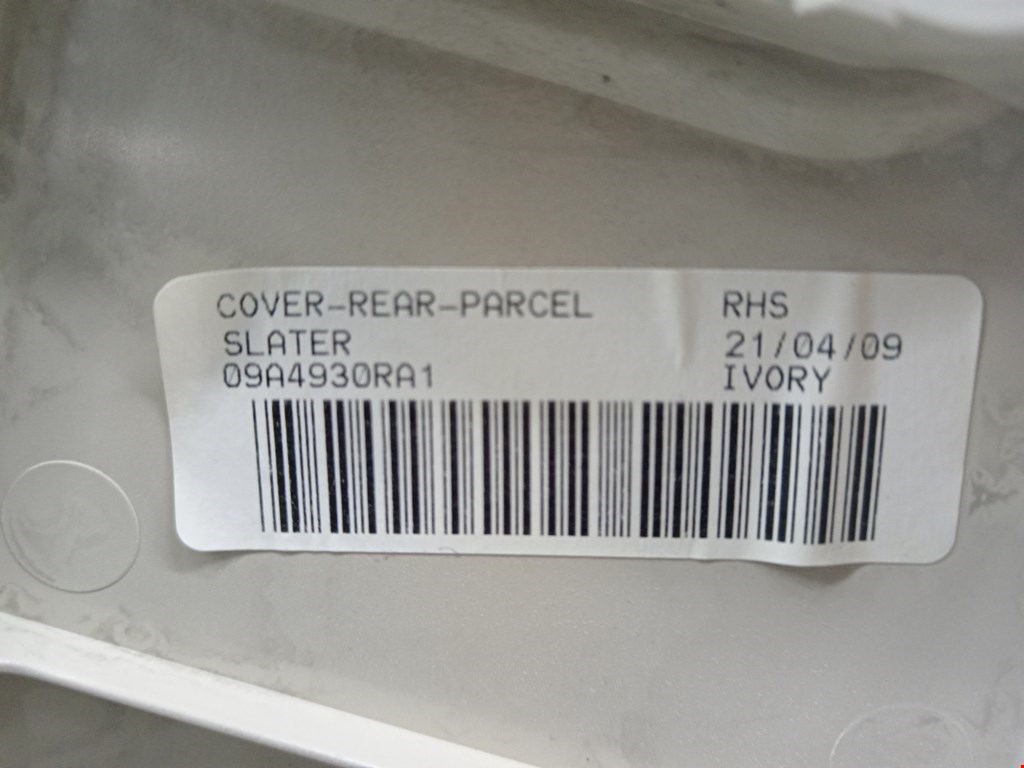 COVER-REAR-PARCEL RHS
SLATER 21/04/09
09A4930RA1 IVORY